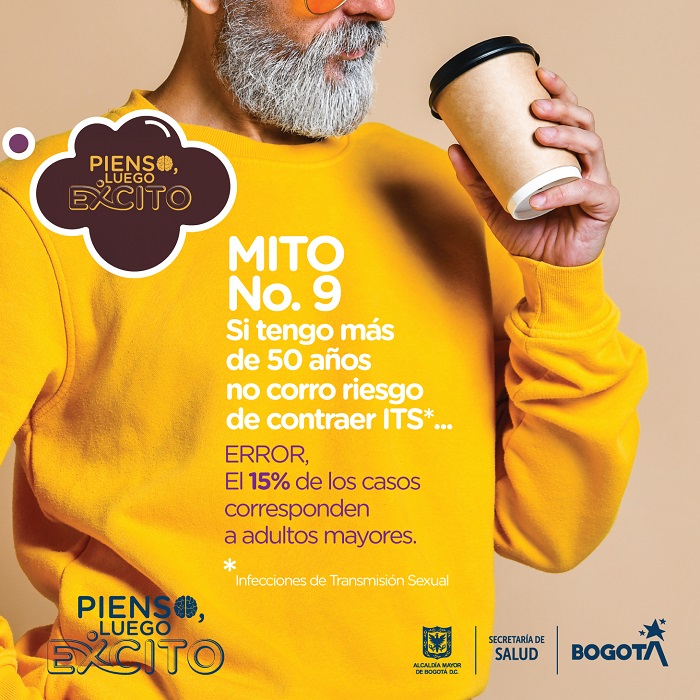 PIENSO,
LUEGO
EXCITO
MITO
No. 9
Si tengo más
de 50 años
no corro riesgo
de contraer ITS*...
ERROR,
El 15% de los casos
corresponden
a adultos mayores.
*Infecciones de Transmisión Sexual
PIENSO,
LUEGO
EXCITO
ALCALDÍA MAYOR
DE BOGOTÁ D.C.
SECRETARÍA DE
SALUD
BOGOTÁ